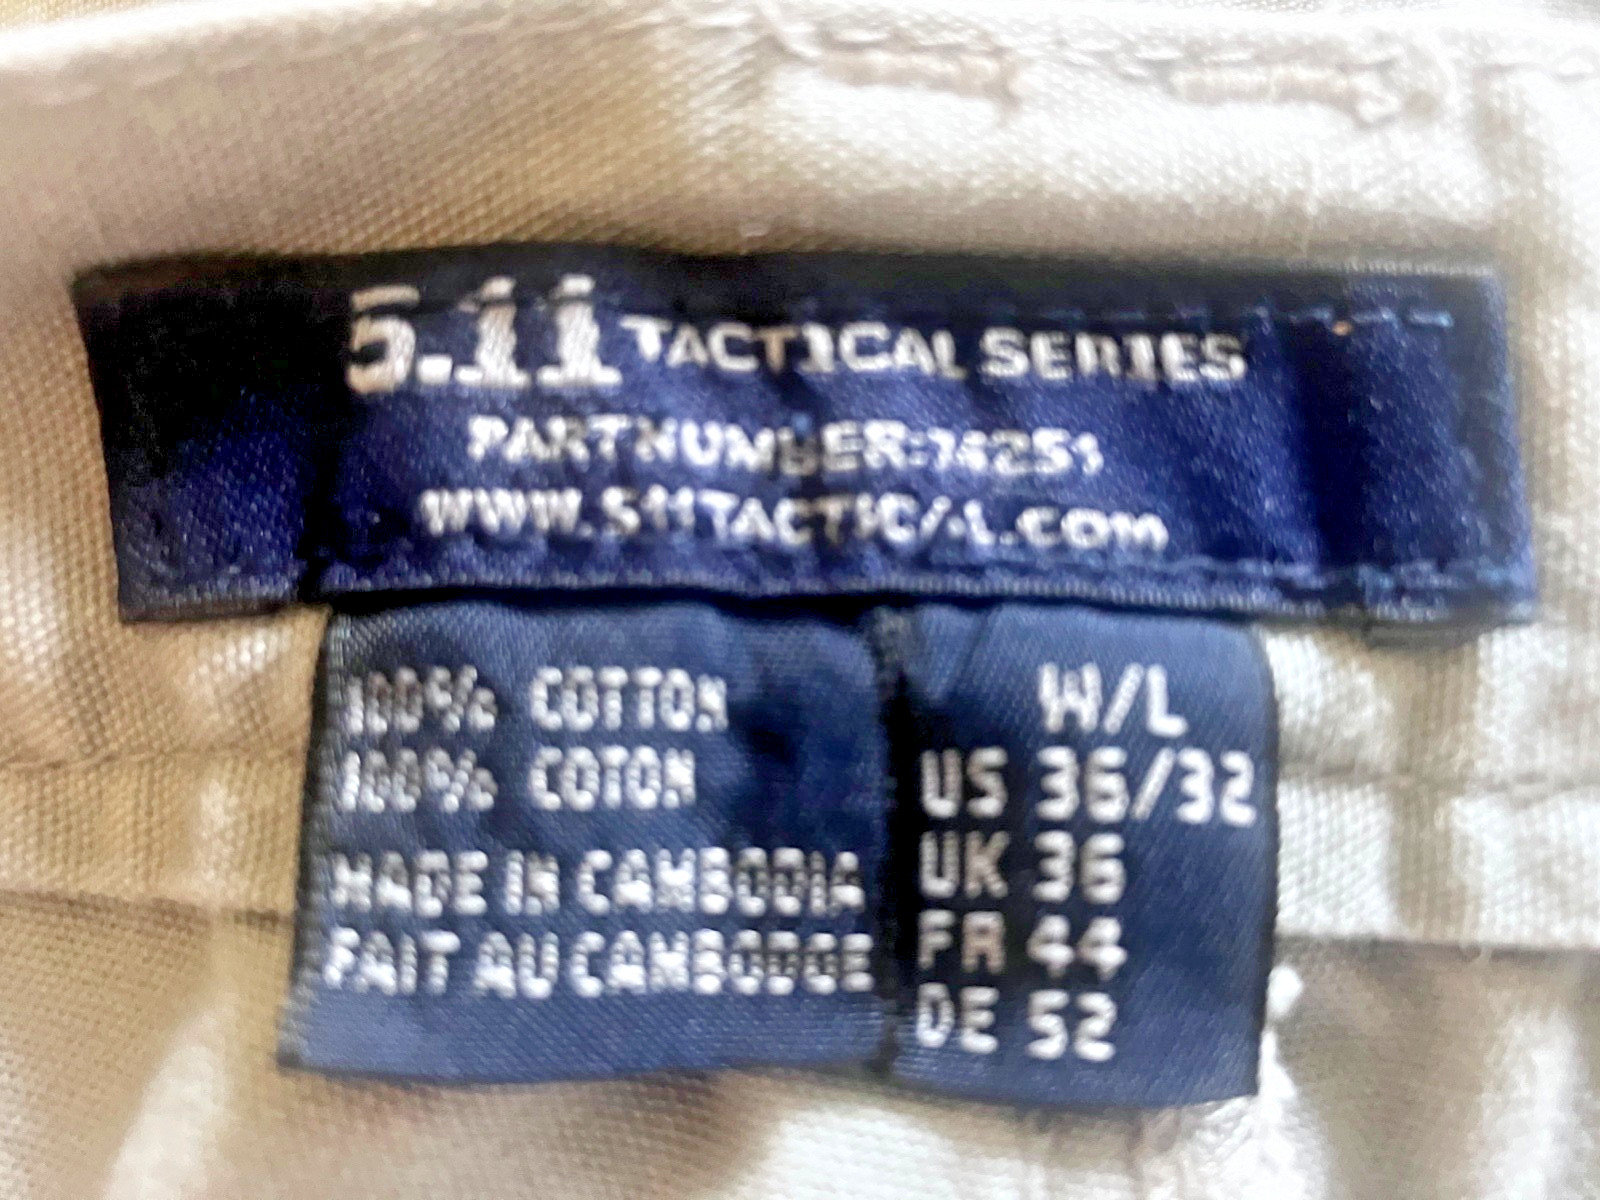 5.11 TACTICAL SERIES
PART NUMBER: 74251
WWW.511TACTICAL.COM
100% COTTON
100% COTON
MADE IN CAMBODIA
FAIT AU CAMBODGE
W/L
US 36/32
UK 36
FR 44
DE 52